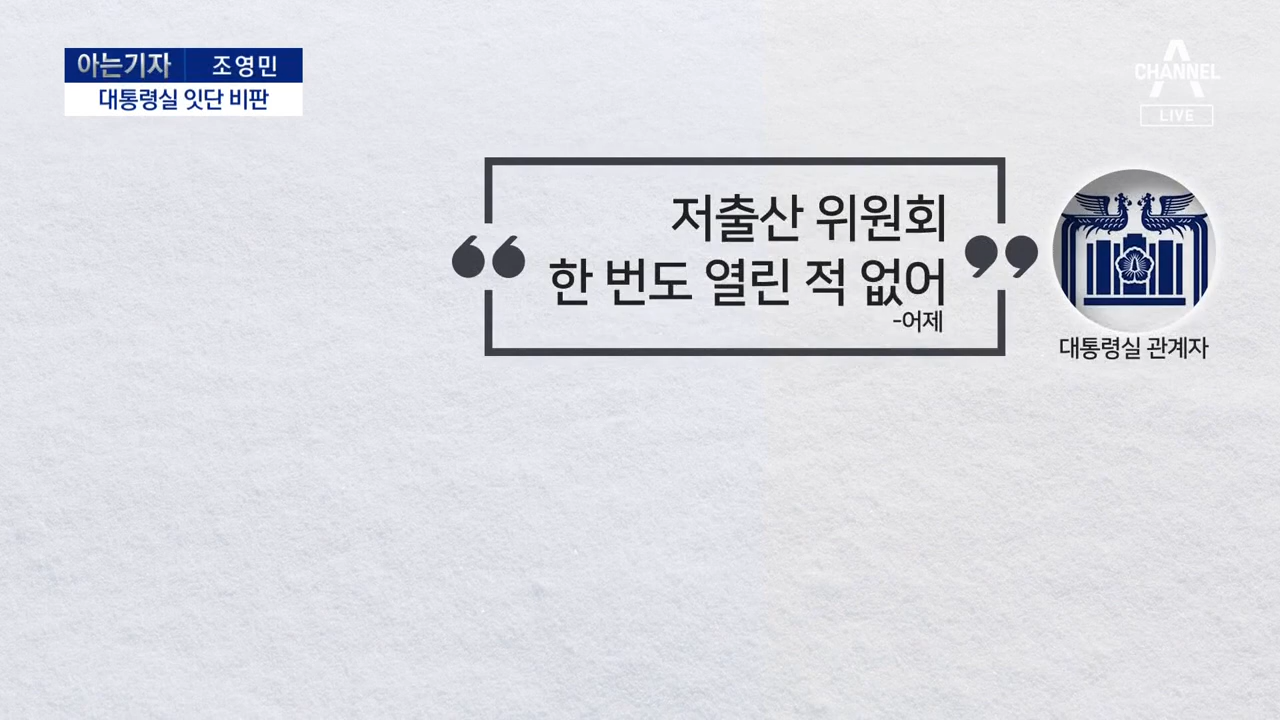 아는기자 조영민
대통령실 잇단 비판
CHANNEL A
LIVE
저출산 위원회
한 번도 열린 적 없어
-어제
대통령실 관계자